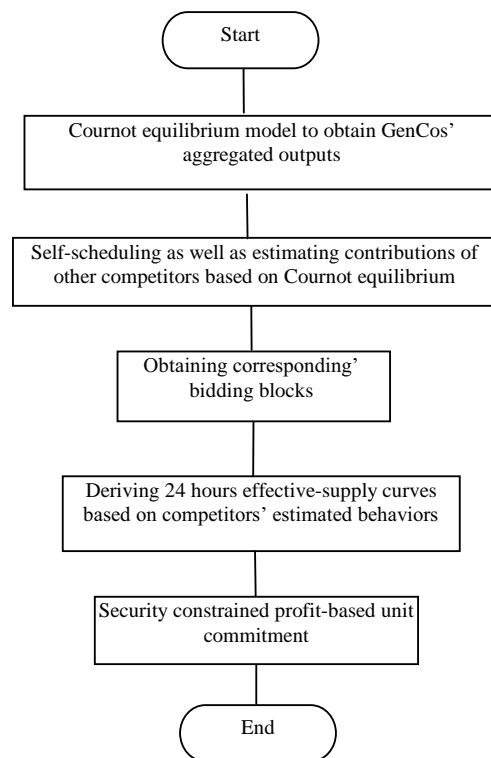 Start
Cournot equilibrium model to obtain GenCos'
aggregated outputs
Self-scheduling as well as estimating contributions of
other competitors based on Cournot equilibrium
Obtaining corresponding'
bidding blocks
Deriving 24 hours effective-supply curves
based on competitors' estimated behaviors
Security constrained profit-based unit
commitment
End